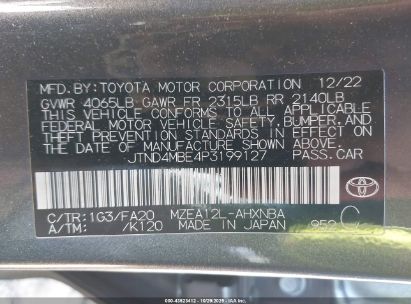 MFD.BY:TOYOTA MOTOR CORPORATION 12/22
GVWR 4065LB GAWR FR 2315LB RR 2140LB
THIS VEHICLE CONFORMS TO ALL APPLICABLE
FEDERAL MOTOR VEHICLE SAFETY, BUMPER, AND
THEFT PREVENTION STANDARDS IN EFFECT ON
THE DATE OF MANUFACTURE SHOWN ABOVE.
JTND4MBE4P3199127 PASS.CAR
C/TR:1G3/FA20 MZEA12L-AHXNBA
A/TM: /K120 MADE IN JAPAN 952 C